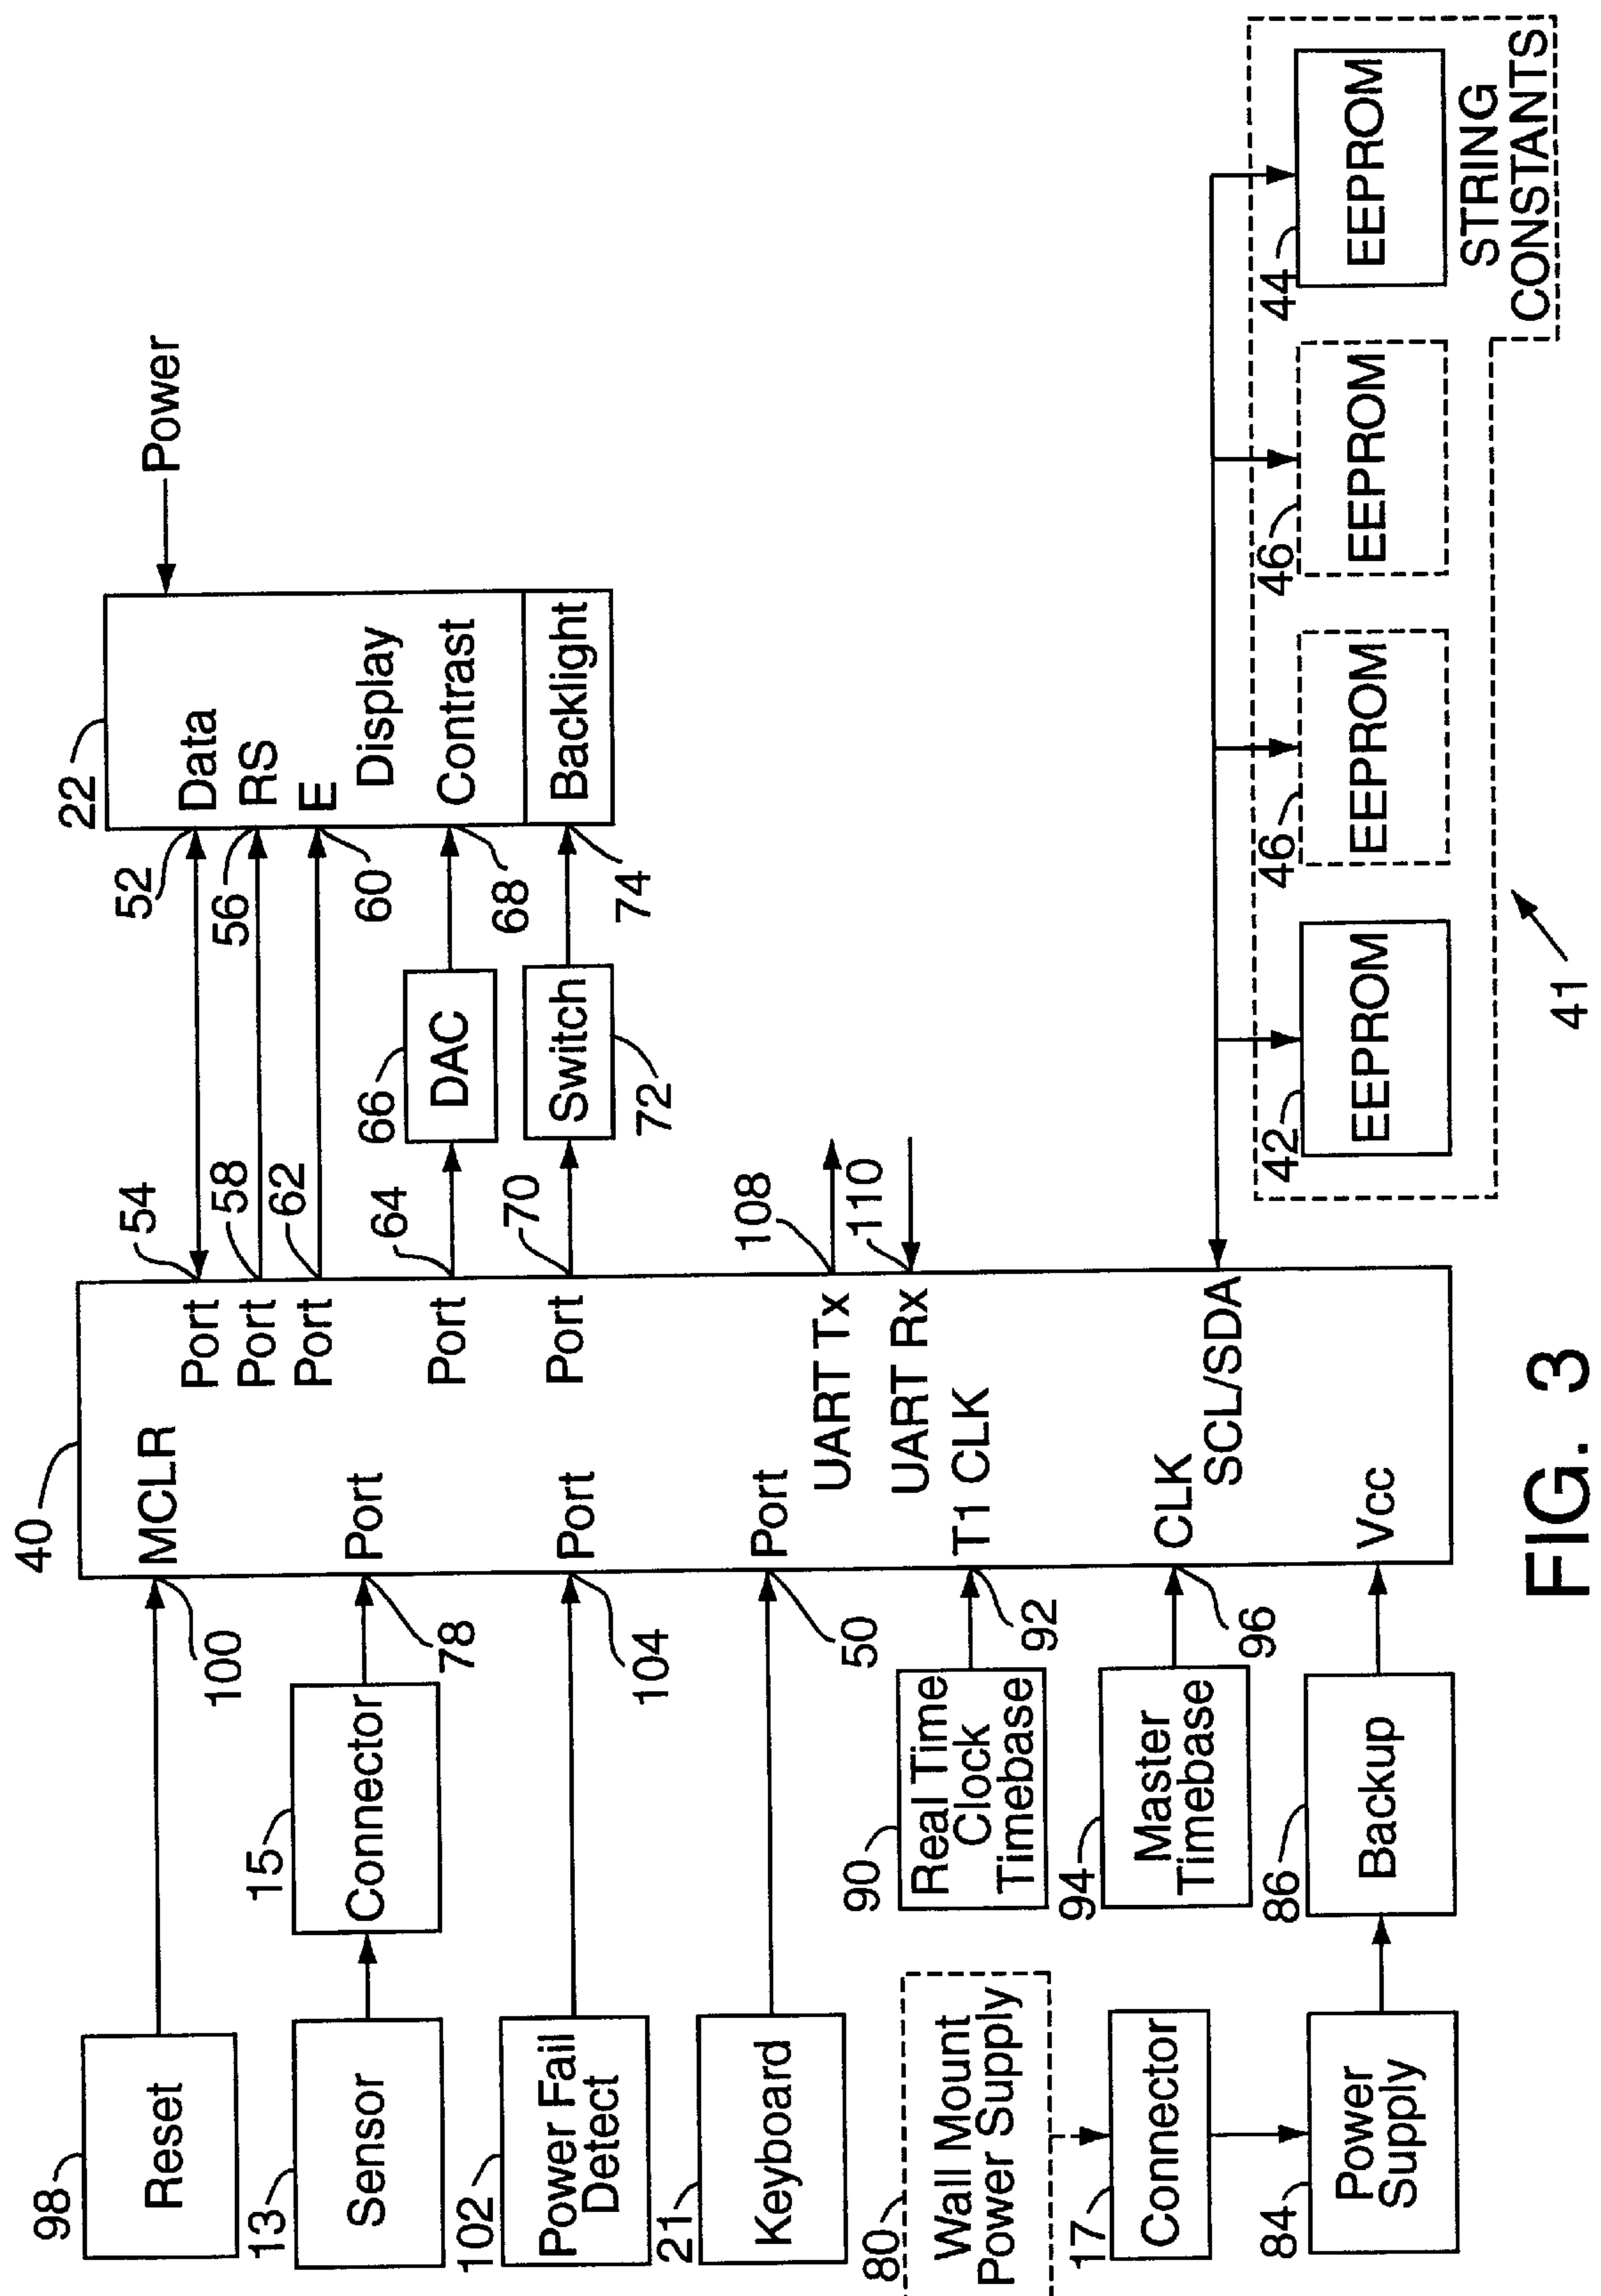 98
Reset
100
MCLR
40
13
Sensor
15
Connector
78
Port
102
Power Fail
Detect
104
Port
21
Keyboard
50
Port
80
Wall Mount
Power Supply
17
Connector
84
Power
Supply
86
Backup
Vcc
90
Real Time
Clock
Timebase
92
T1 CLK
94
Master
Timebase
96
CLK
Port
54
Port
58
Port
62
Port
64
Port
70
66
DAC
Switch
72
52
56
60
68
74
22
Data
RS
E
Display
Contrast
Backlight
Power
UART Tx
108
UART Rx
110
SCL/SDA
42
EEPROM
46
EEPROM
46
EEPROM
44
EEPROM
STRING
CONSTANTS
41
FIG. 3